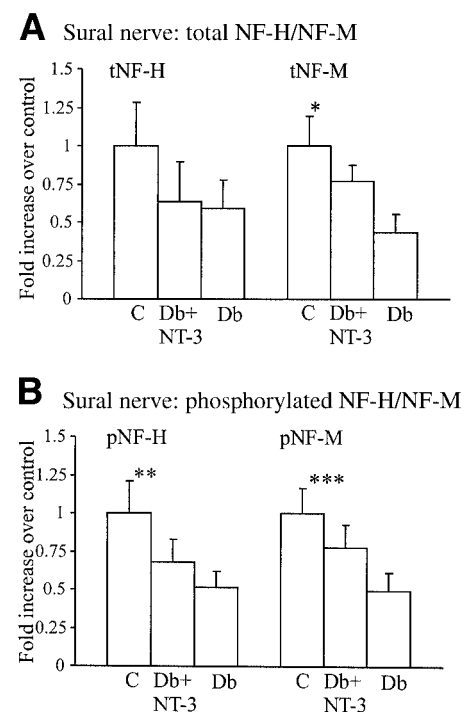 A Sural nerve: total NF-H/NF-M
Fold increase over control
1.5
1.25
1
0.75
0.5
0.25
0
tNF-H
tNF-M
*
C Db+ Db C Db+ Db
NT-3 NT-3
B Sural nerve: phosphorylated NF-H/NF-M
Fold increase over control
1.5
1.25
1
0.75
0.5
0.25
0
pNF-H
pNF-M
**
***
C Db+ Db C Db+ Db
NT-3 NT-3